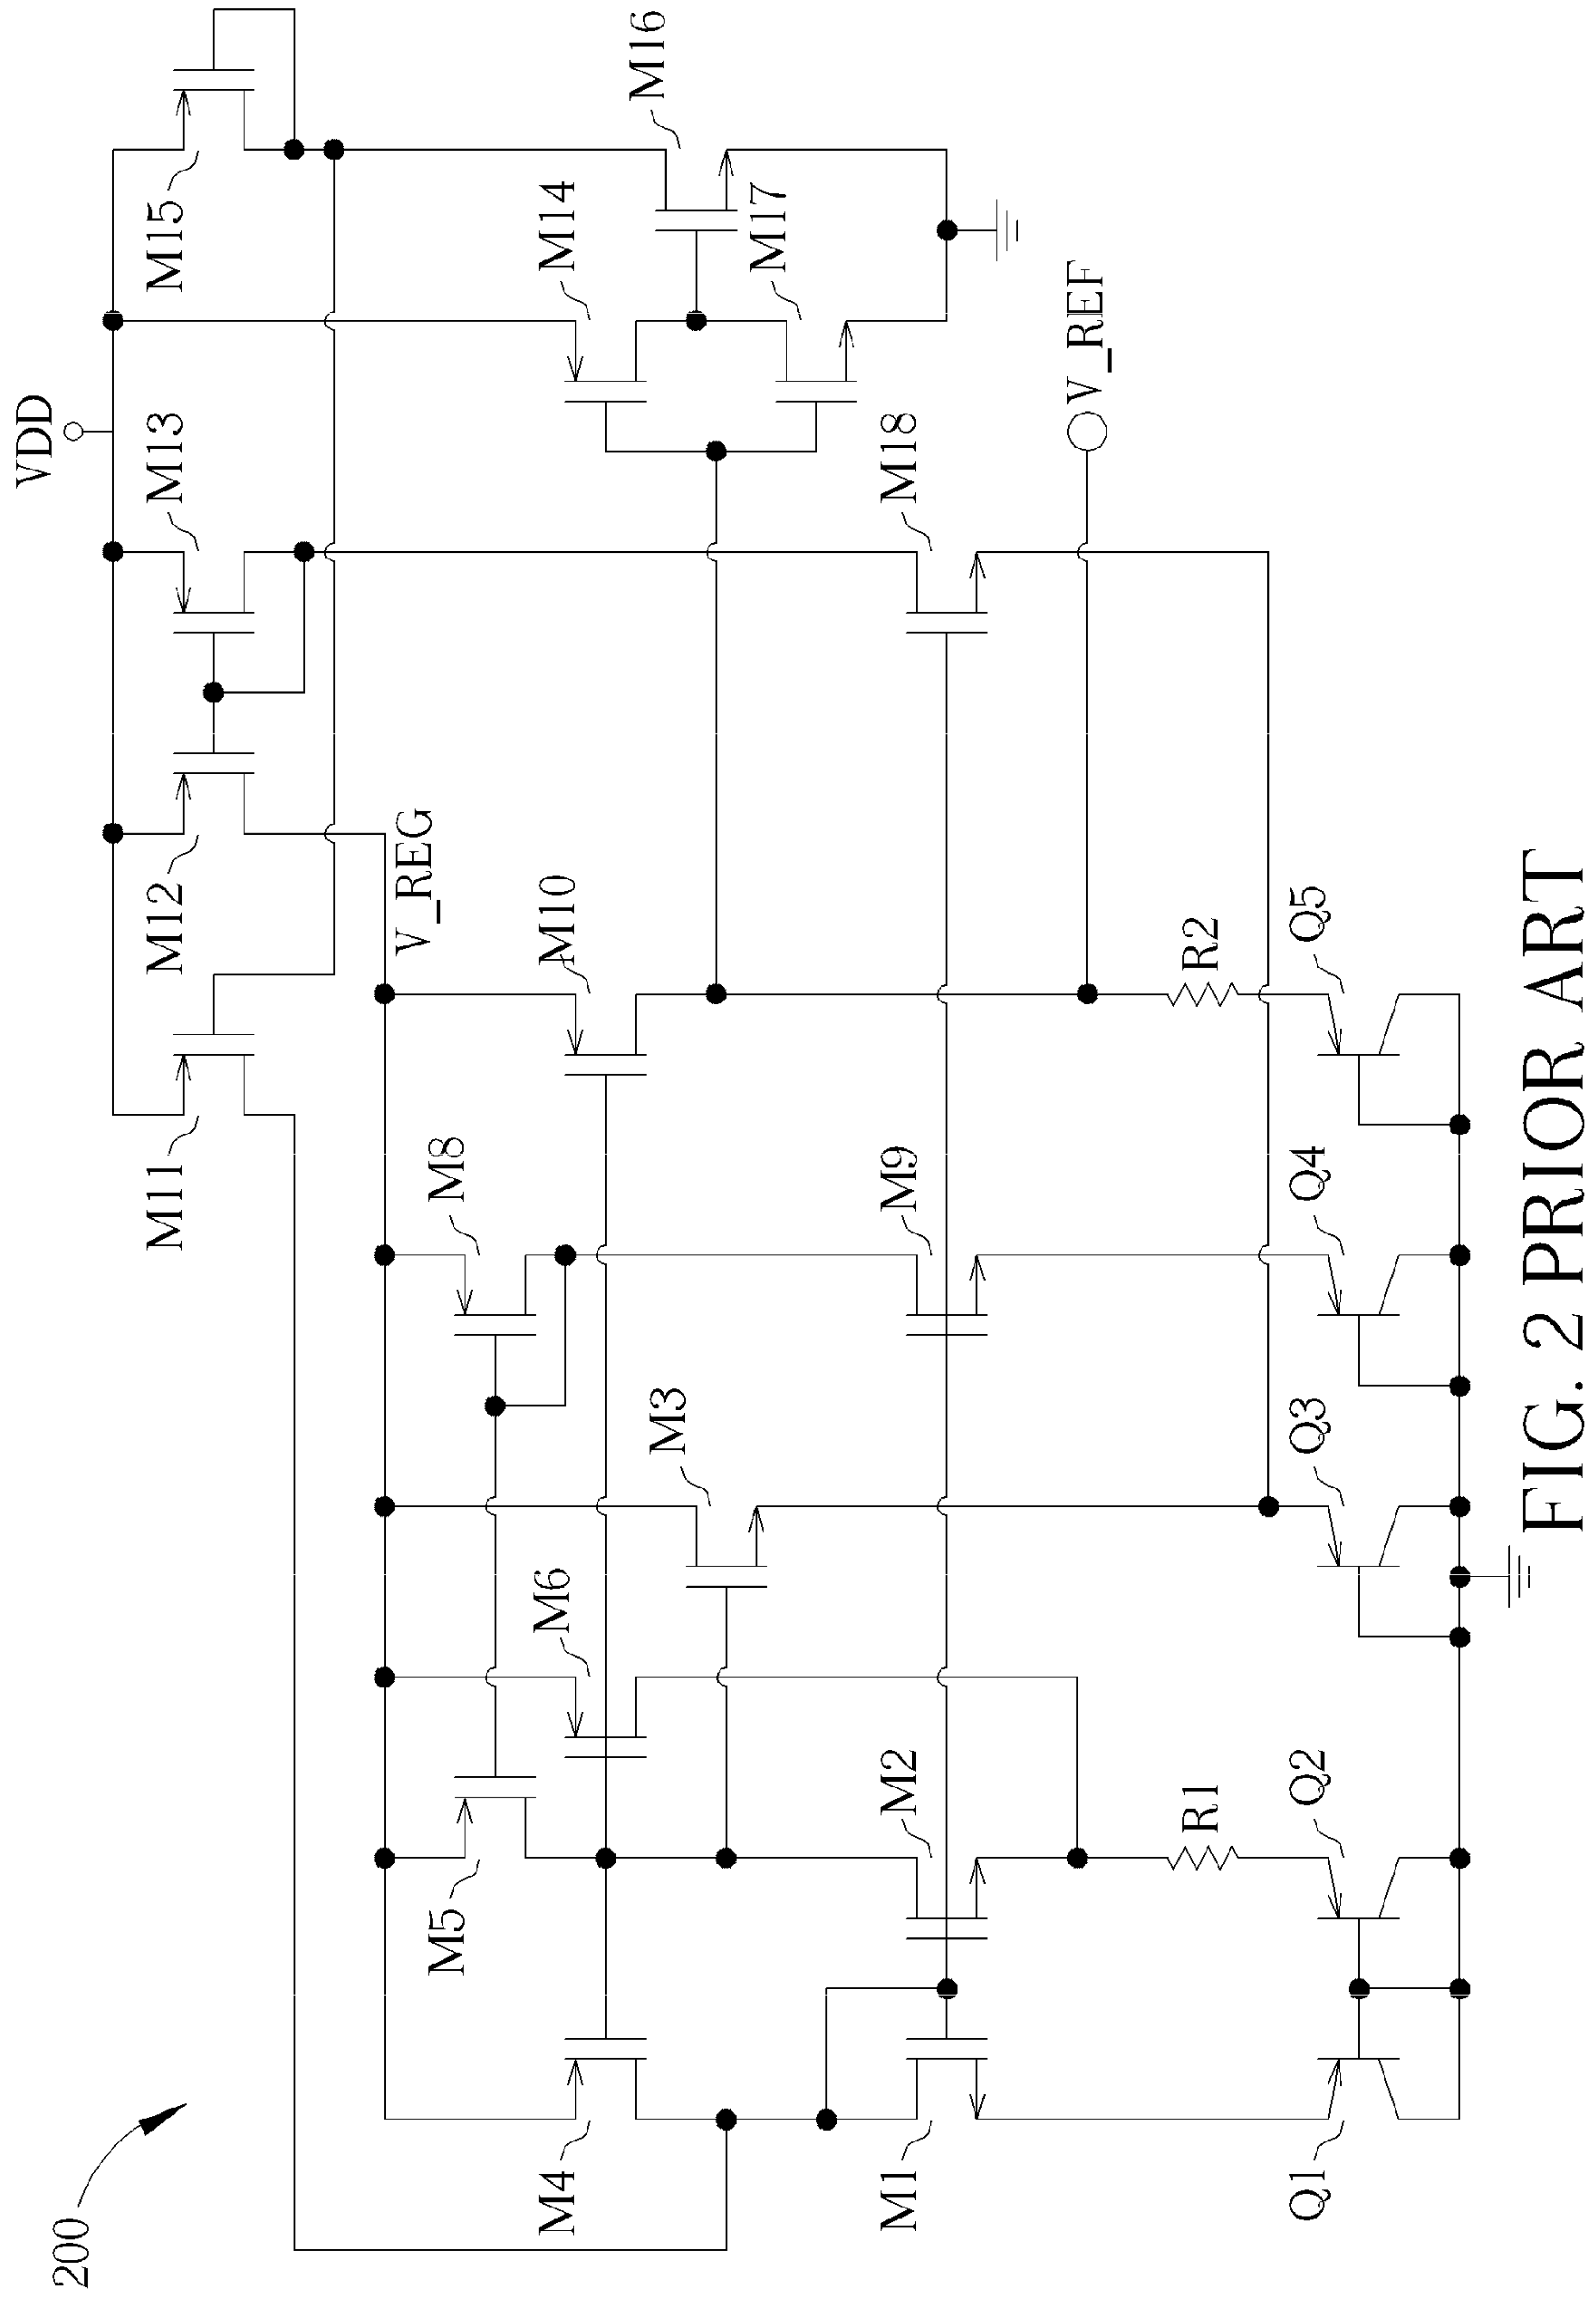 200
VDD
M11
M12
M13
M15
V_REG
M4
M5
M6
M3
M8
M10
M14
M16
M17
M1
M2
M9
M18
V_REF
R1
R2
Q1
Q2
Q3
Q4
Q5
FIG. 2 PRIOR ART